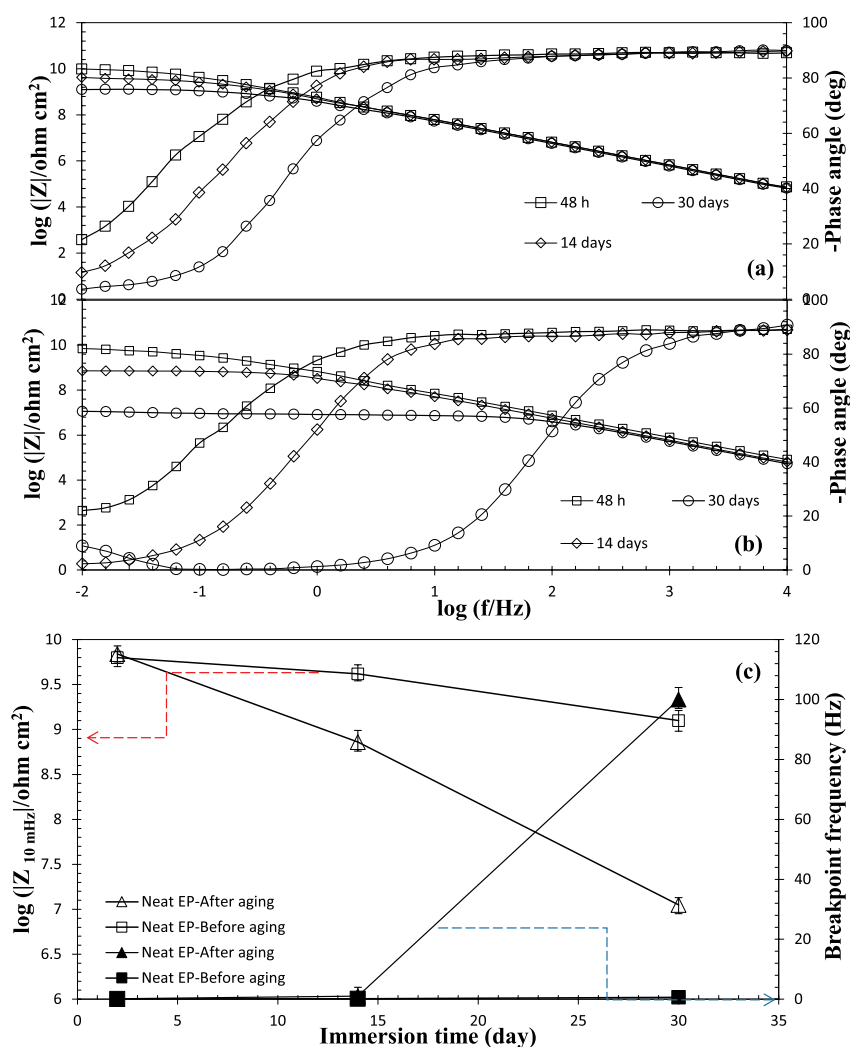 12
10
8
6
4
2
0
log (|Z|/ohm cm²)
100
80
60
40
20
0
-Phase angle (deg)
48 h
30 days
14 days
(a)
12
10
8
6
4
2
0
log (|Z|/ohm cm²)
100
80
60
40
20
0
-Phase angle (deg)
48 h
30 days
14 days
(b)
-2 -1 0 1 2 3 4
log (f/Hz)
10
9.5
9
8.5
8
7.5
7
6.5
6
log (|Z 10 mHz|/ohm cm²)
120
100
80
60
40
20
0
Breakpoint frequency (Hz)
(c)
Neat EP-After aging
Neat EP-Before aging
Neat EP-After aging
Neat EP-Before aging
0 5 10 15 20 25 30 35
Immersion time (day)